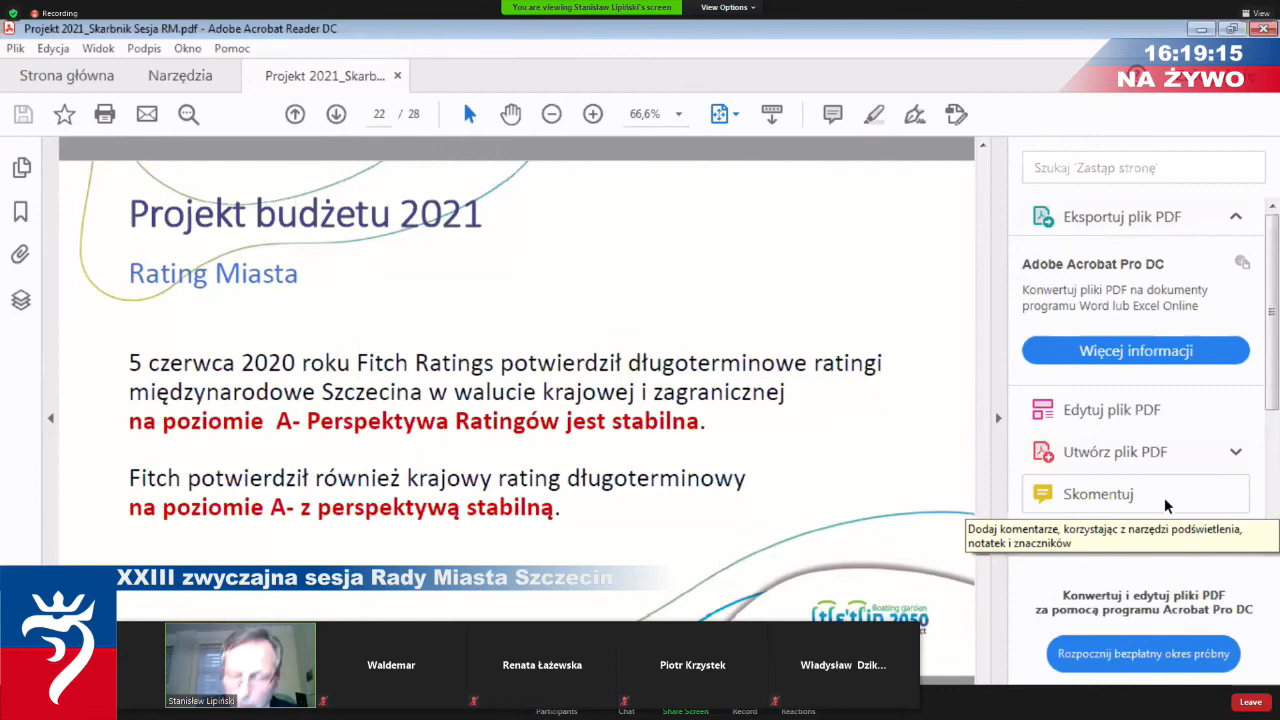 Recording
You are viewing Stanisław Lipiński's screen
View Options
View
Projekt 2021_Skarbnik Sesja RM.pdf - Adobe Acrobat Reader DC
Plik Edycja Widok Podpis Okno Pomoc
16:19:15
NA ŻYWO
Strona główna Narzędzia Projekt 2021_Skarb... ×
22 / 28
66,6%
Szukaj 'Zastąp stronę'
Projekt budżetu 2021
Rating Miasta
5 czerwca 2020 roku Fitch Ratings potwierdził długoterminowe ratingi
międzynarodowe Szczecina w walucie krajowej i zagranicznej
na poziomie A- Perspektywa Ratingów jest stabilna.
Fitch potwierdził również krajowy rating długoterminowy
na poziomie A- z perspektywą stabilną.
Eksportuj plik PDF
Adobe Acrobat Pro DC
Konwertuj pliki PDF na dokumenty
programu Word lub Excel Online
Więcej informacji
Edytuj plik PDF
Utwórz plik PDF
Skomentuj
Dodaj komentarze, korzystając z narzędzi podświetlenia,
notatek i znaczników
Konwertuj i edytuj pliki PDF
za pomocą programu Acrobat Pro DC
Rozpocznij bezpłatny okres próbny
XXIII zwyczajna sesja Rady Miasta Szczecin
floating garden
2050
Stanisław Lipiński
Waldemar
Renata Łażewska
Piotr Krzystek
Władysław Dzik...
Participants Chat Share Screen Record Reactions
Leave